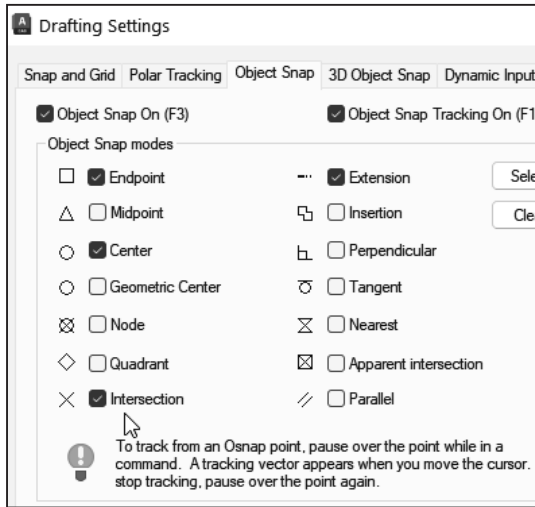 A
CAD
Drafting Settings
Snap and Grid Polar Tracking Object Snap 3D Object Snap Dynamic Input
Object Snap On (F3) Object Snap Tracking On (F1
Object Snap modes
Endpoint Extension Sele
Midpoint Insertion Clea
Center Perpendicular
Geometric Center Tangent
Node Nearest
Quadrant Apparent intersection
Intersection Parallel
To track from an Osnap point, pause over the point while in a
command. A tracking vector appears when you move the cursor.
stop tracking, pause over the point again.